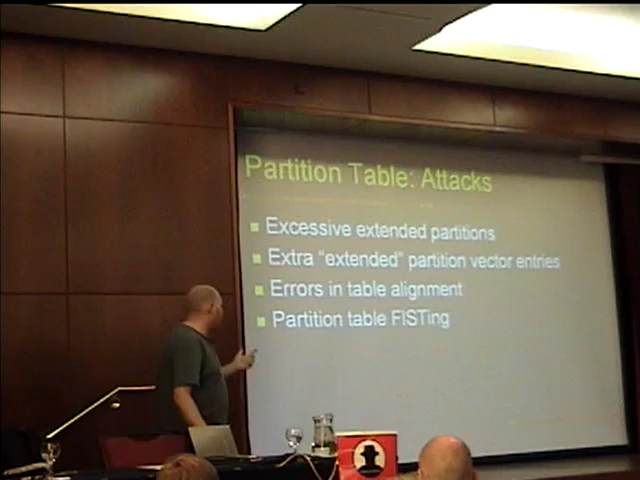 Partition Table: Attacks
Excessive extended partitions
Extra "extended" partition vector entries
Errors in table alignment
Partition table FISTing